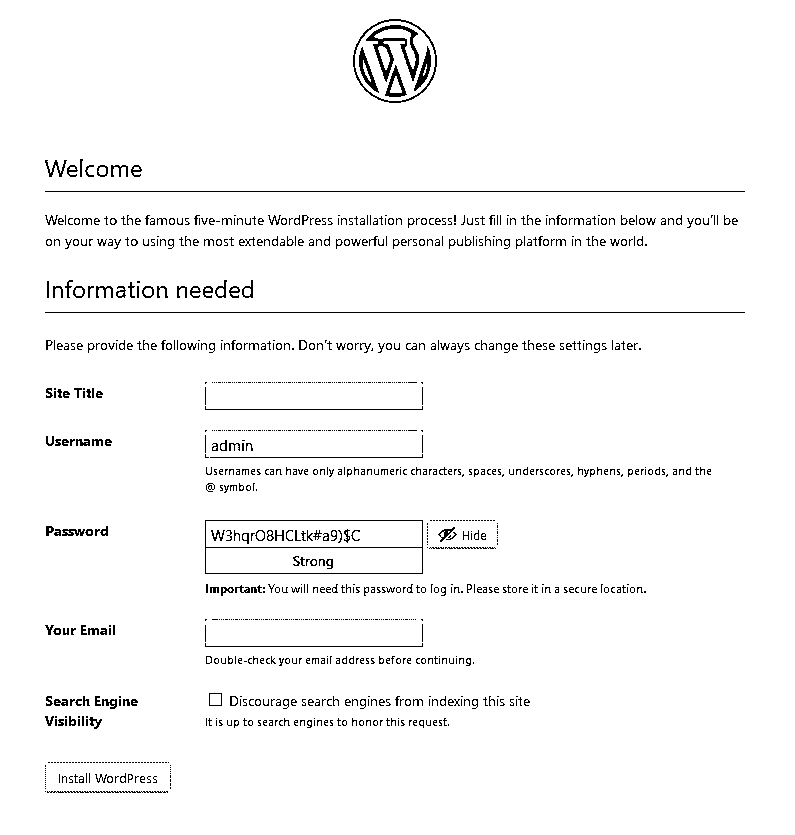 Welcome
Welcome to the famous five-minute WordPress installation process! Just fill in the information below and you’ll be
on your way to using the most extendable and powerful personal publishing platform in the world.
Information needed
Please provide the following information. Don’t worry, you can always change these settings later.
Site Title
Username
admin
Usernames can have only alphanumeric characters, spaces, underscores, hyphens, periods, and the
@ symbol.
Password
W3hqrO8HCLtk#a9)$C
Hide
Strong
Important: You will need this password to log in. Please store it in a secure location.
Your Email
Double-check your email address before continuing.
Search Engine
Visibility
Discourage search engines from indexing this site
It is up to search engines to honor this request.
Install WordPress